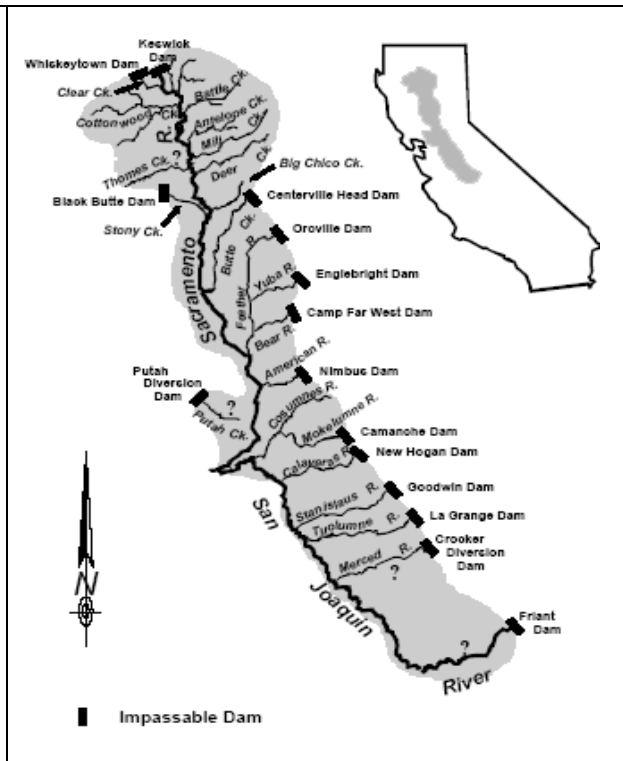 Keswick
Dam
Whiskeytown Dam
Clear Ck.
Cottonwood Ck.
R.
Battle Ck.
Antelope Ck.
Mill Ck.
Thomes Ck.
?
Deer Ck.
Big Chico Ck.
Black Butte Dam
Centerville Head Dam
Stony Ck.
Butte Ck.
Oroville Dam
Sacramento
Feather R.
Yuba R.
Englebright Dam
Camp Far West Dam
Bear R.
American R.
Nimbus Dam
Putah
Diversion
Dam
?
Putah Ck.
Cosumnes R.
Mokelumne R.
Camanche Dam
Calaveras R.
New Hogan Dam
San
Stanislaus R.
Goodwin Dam
Tuolumne R.
La Grange Dam
Merced R.
Crocker
Diversion
Dam
?
Joaquin
N
?
Friant
Dam
River
Impassable Dam